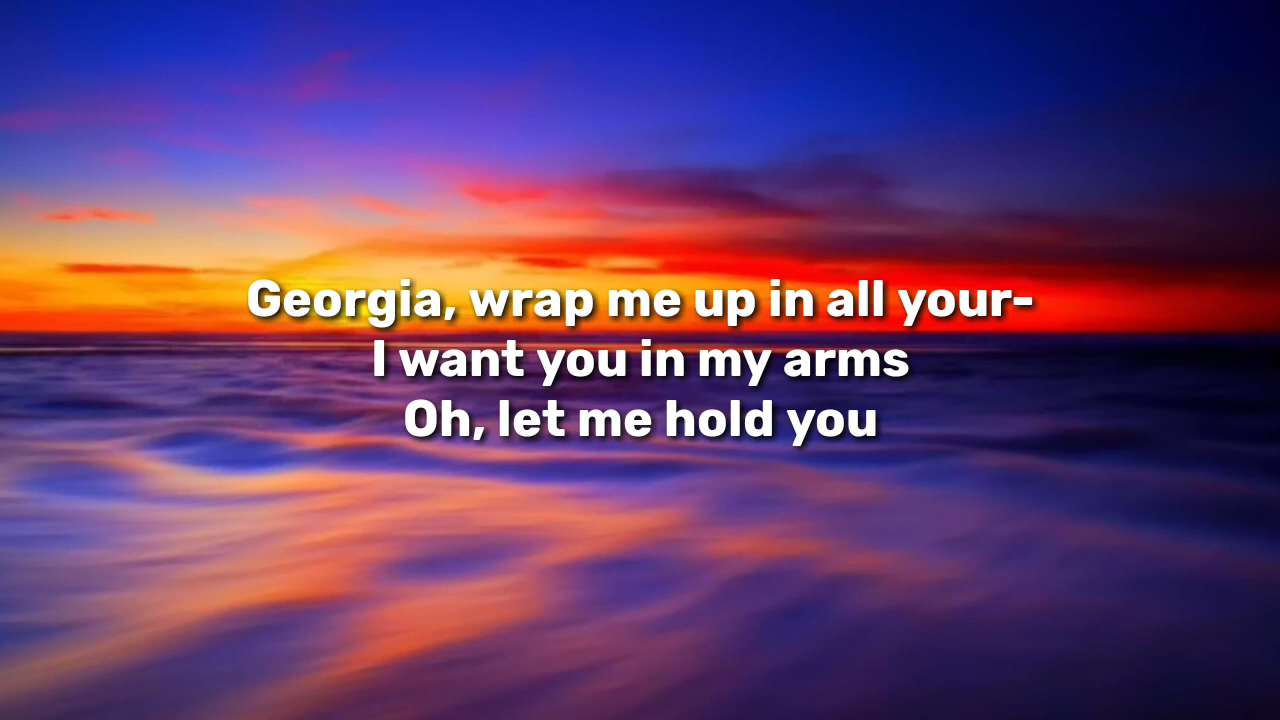 Georgia, wrap me up in all your-
I want you in my arms
Oh, let me hold you